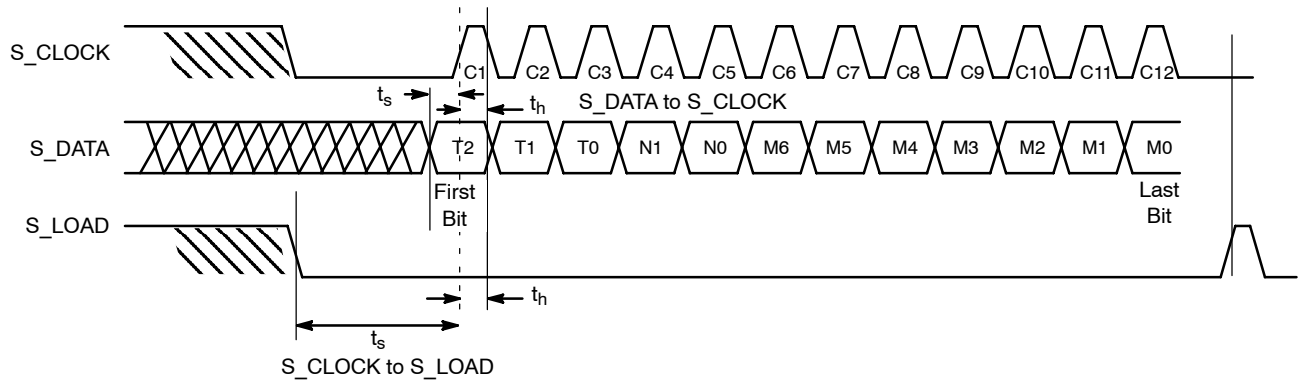 S_CLOCK
C1 C2 C3 C4 C5 C6 C7 C8 C9 C10 C11 C12
ts
th
S_DATA to S_CLOCK
S_DATA
T2 T1 T0 N1 N0 M6 M5 M4 M3 M2 M1 M0
First
Bit
Last
Bit
S_LOAD
th
ts
S_CLOCK to S_LOAD